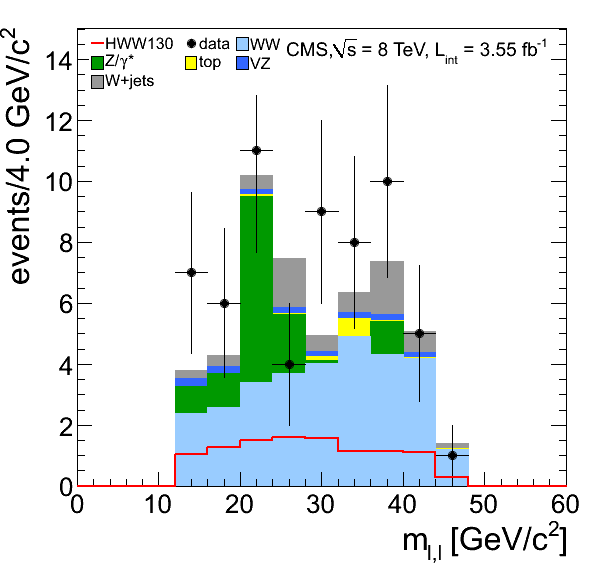 HWW130 data WW CMS,√s = 8 TeV, L_int = 3.55 fb⁻¹
Z/γ* top VZ
W+jets
events/4.0 GeV/c²
14
12
10
8
6
4
2
0
0 10 20 30 40 50 60
m_l,l [GeV/c²]